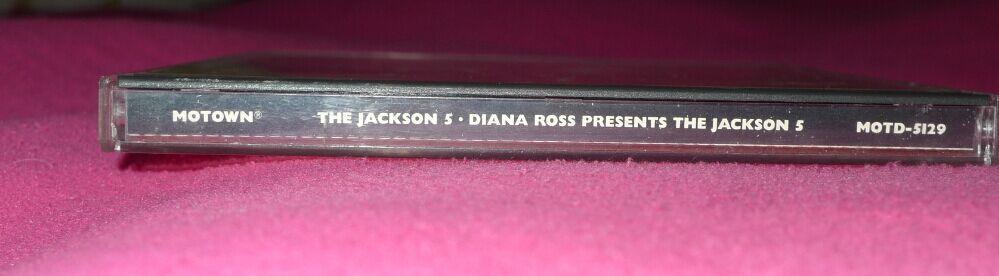 MOTOWN® THE JACKSON 5 · DIANA ROSS PRESENTS THE JACKSON 5 MOTD-5129